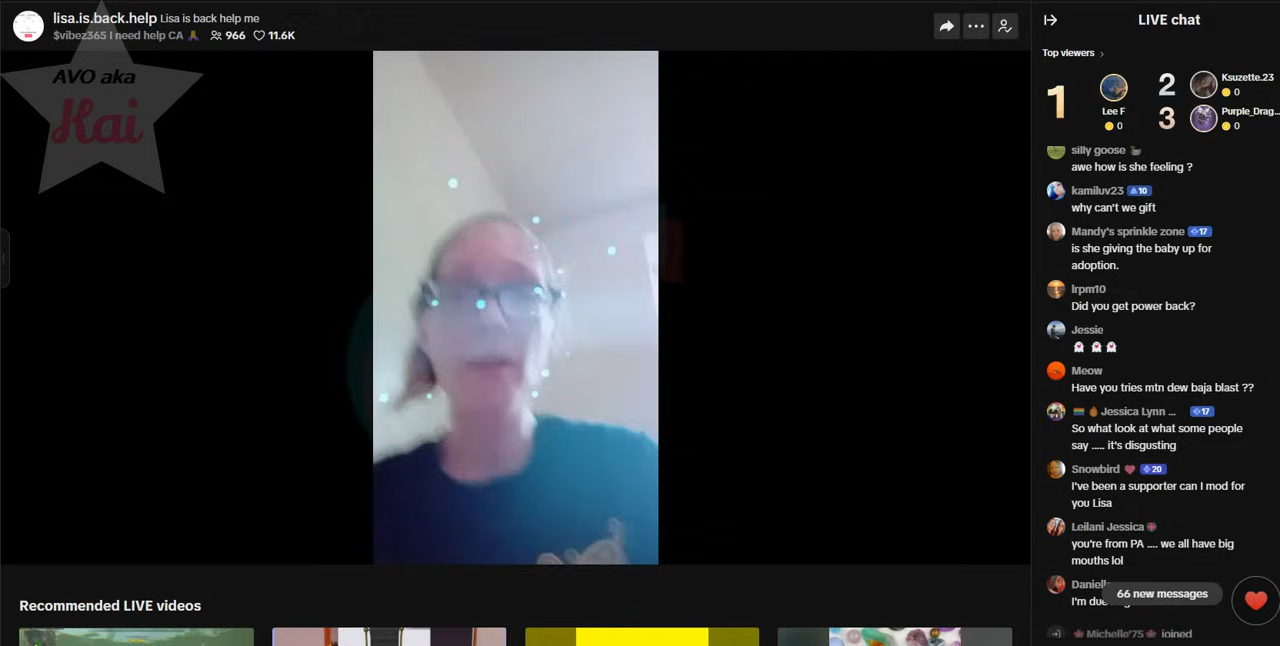 lisa.is.back.help Lisa is back help me
$vibez365 I need help CA 🙏 966 11.6K
AVO aka
Kai
LIVE chat
Top viewers
1
Lee F
0
2
Ksuzette.23
0
3
Purple_Drag...
0
silly goose
awe how is she feeling ?
kamiluv23 10
why can't we gift
Mandy's sprinkle zone 17
is she giving the baby up for
adoption.
lrpm10
Did you get power back?
Jessie
👻 👻 👻
Meow
Have you tries mtn dew baja blast ??
Jessica Lynn ... 17
So what look at what some people
say ..... it's disgusting
Snowbird 20
I've been a supporter can I mod for
you Lisa
Leilani Jessica
you're from PA .... we all have big
mouths lol
I'm du
66 new messages
Michelle'75 joined
Recommended LIVE videos